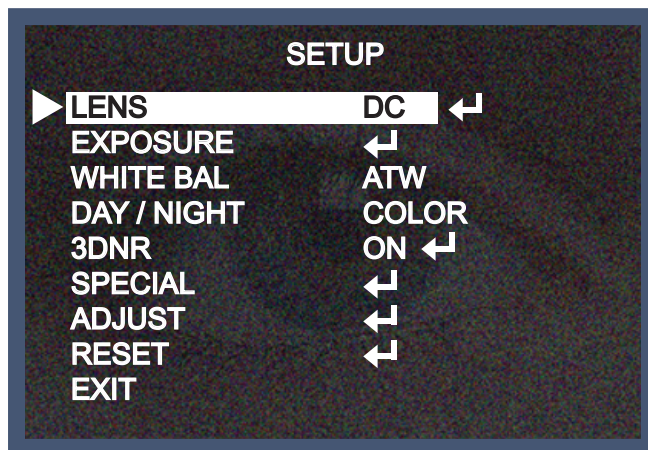 SETUP
LENS DC ↵
EXPOSURE ↵
WHITE BAL ATW
DAY / NIGHT COLOR
3DNR ON ↵
SPECIAL ↵
ADJUST ↵
RESET ↵
EXIT